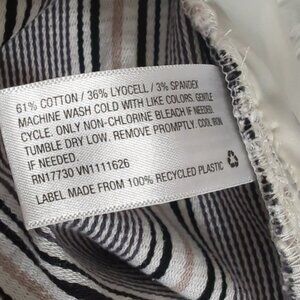 61% COTTON / 36% LYOCELL / 3% SPANDEX
MACHINE WASH COLD WITH LIKE COLORS. GENTLE
CYCLE. ONLY NON-CHLORINE BLEACH IF NEEDED.
TUMBLE DRY LOW. REMOVE PROMPTLY. COOL IRON
IF NEEDED.
RN17730 VN1111626
LABEL MADE FROM 100% RECYCLED PLASTIC